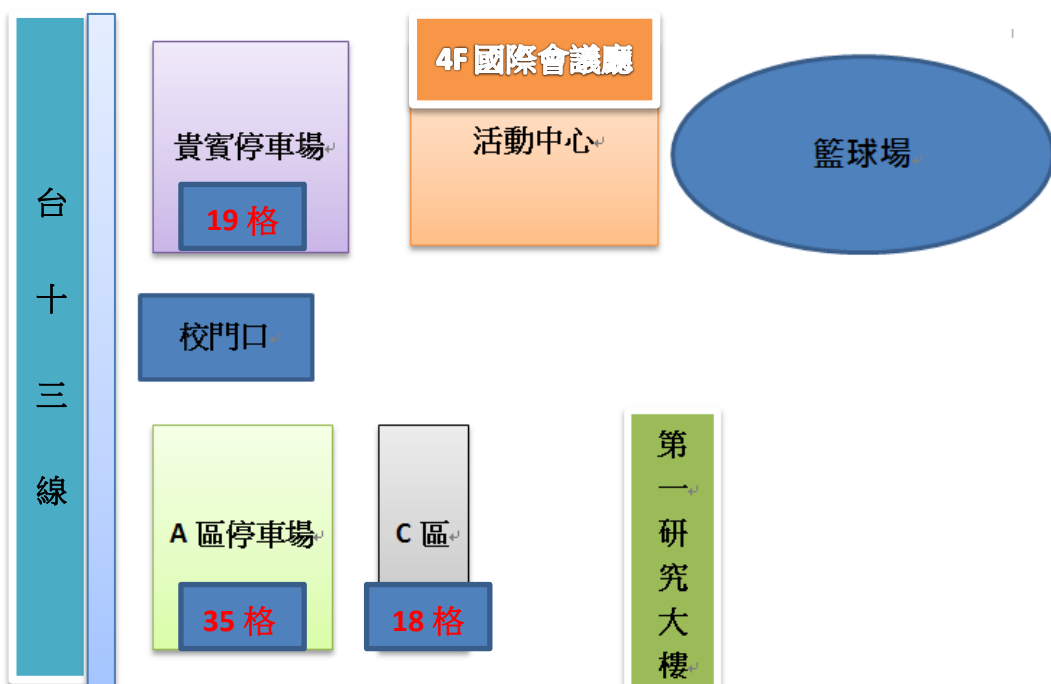 台十三線
貴賓停車場
19 格
4F 國際會議廳
活動中心
籃球場
校門口
A 區停車場
35 格
C 區
18 格
第一研究大樓